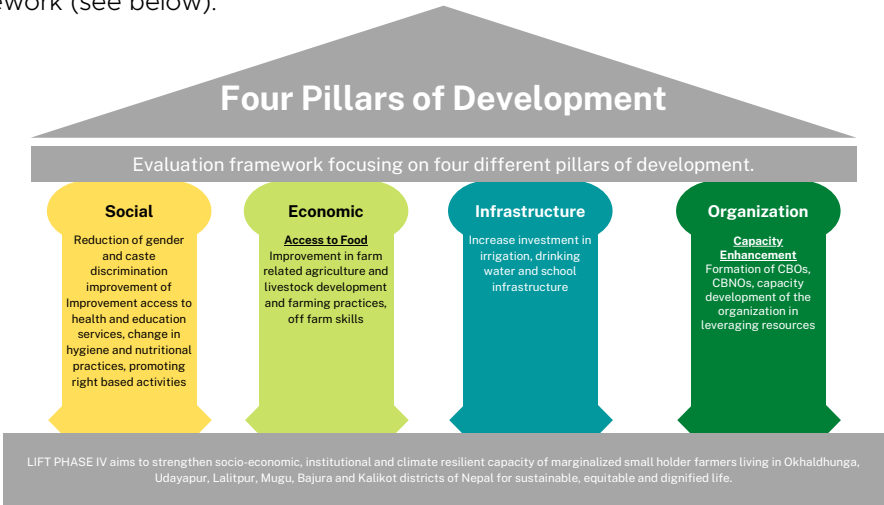 ework (see below).
Four Pillars of Development
Evaluation framework focusing on four different pillars of development.
Social
Reduction of gender
and caste
discrimination
improvement of
Improvement access to
health and education
services, change in
hygiene and nutritional
practices, promoting
right based activities
Economic
Access to Food
Improvement in farm
related agriculture and
livestock development
and farming practices,
off farm skills
Infrastructure
Increase investment in
irrigation, drinking
water and school
infrastructure
Organization
Capacity
Enhancement
Formation of CBOs,
CBNOs, capacity
development of the
organization in
leveraging resources
LIFT PHASE IV aims to strengthen socio-economic, institutional and climate resilient capacity of marginalized small holder farmers living in Okhaldhunga,
Udayapur, Lalitpur, Mugu, Bajura and Kalikot districts of Nepal for sustainable, equitable and dignified life.